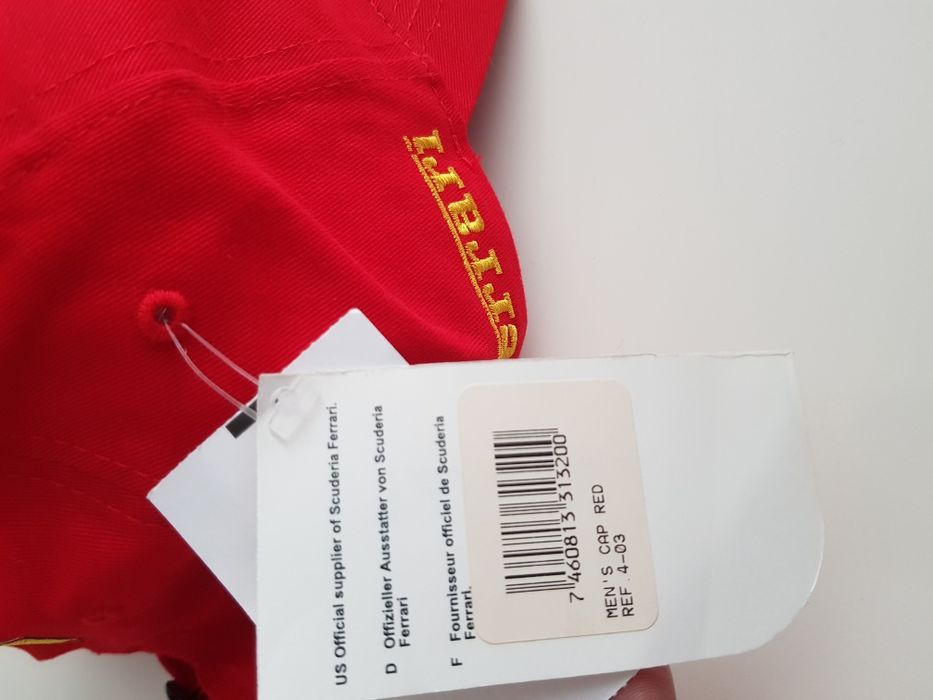 errari
US Official supplier of Scuderia Ferrari.
D Offizieller Ausstatter von Scuderia
Ferrari
F Fournisseur officiel de Scuderia
Ferrari.
7 460813 313200
MEN'S CAP RED
REF.4-03